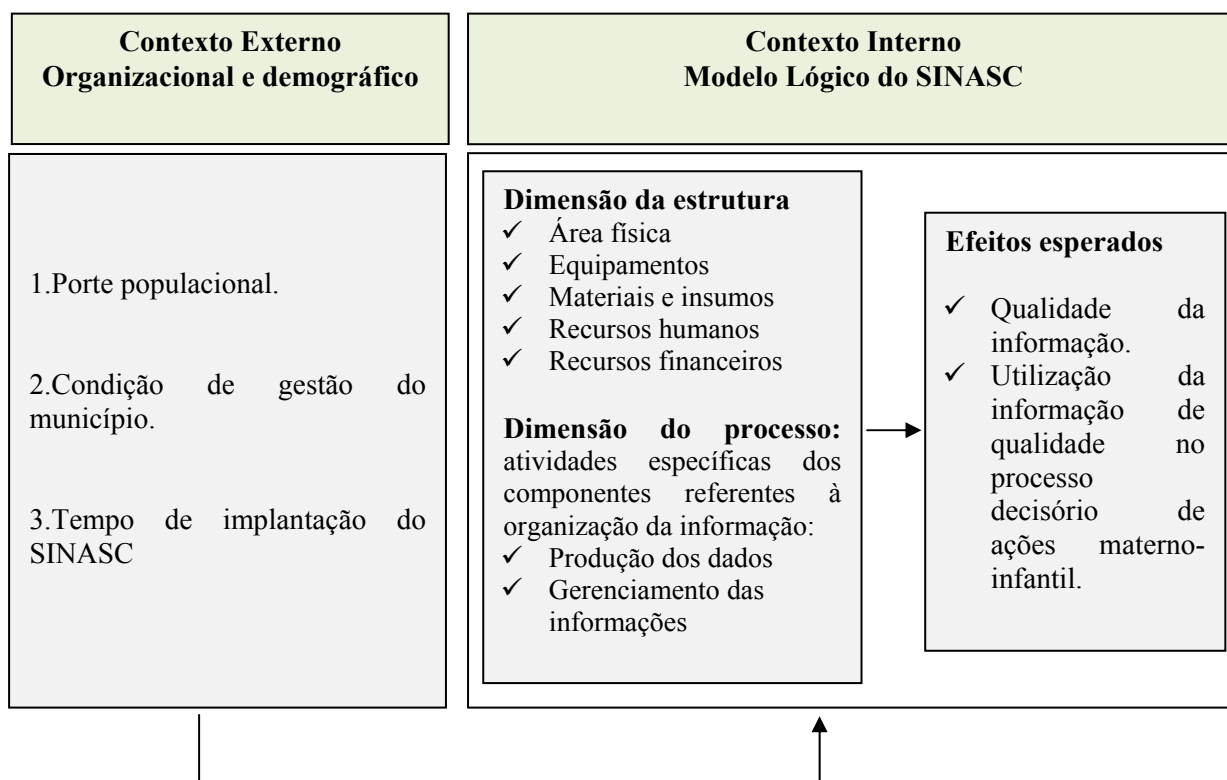 Contexto Externo
Organizacional e demográfico
Contexto Interno
Modelo Lógico do SINASC
1.Porte populacional.
2.Condição de gestão do
município.
3.Tempo de implantação do
SINASC
Dimensão da estrutura
✓ Área física
✓ Equipamentos
✓ Materiais e insumos
✓ Recursos humanos
✓ Recursos financeiros
Dimensão do processo:
atividades específicas dos
componentes referentes à
organização da informação:
✓ Produção dos dados
✓ Gerenciamento das
informações
Efeitos esperados
✓ Qualidade da
informação.
✓ Utilização da
informação de
qualidade no
processo
decisório de
ações materno-
infantil.